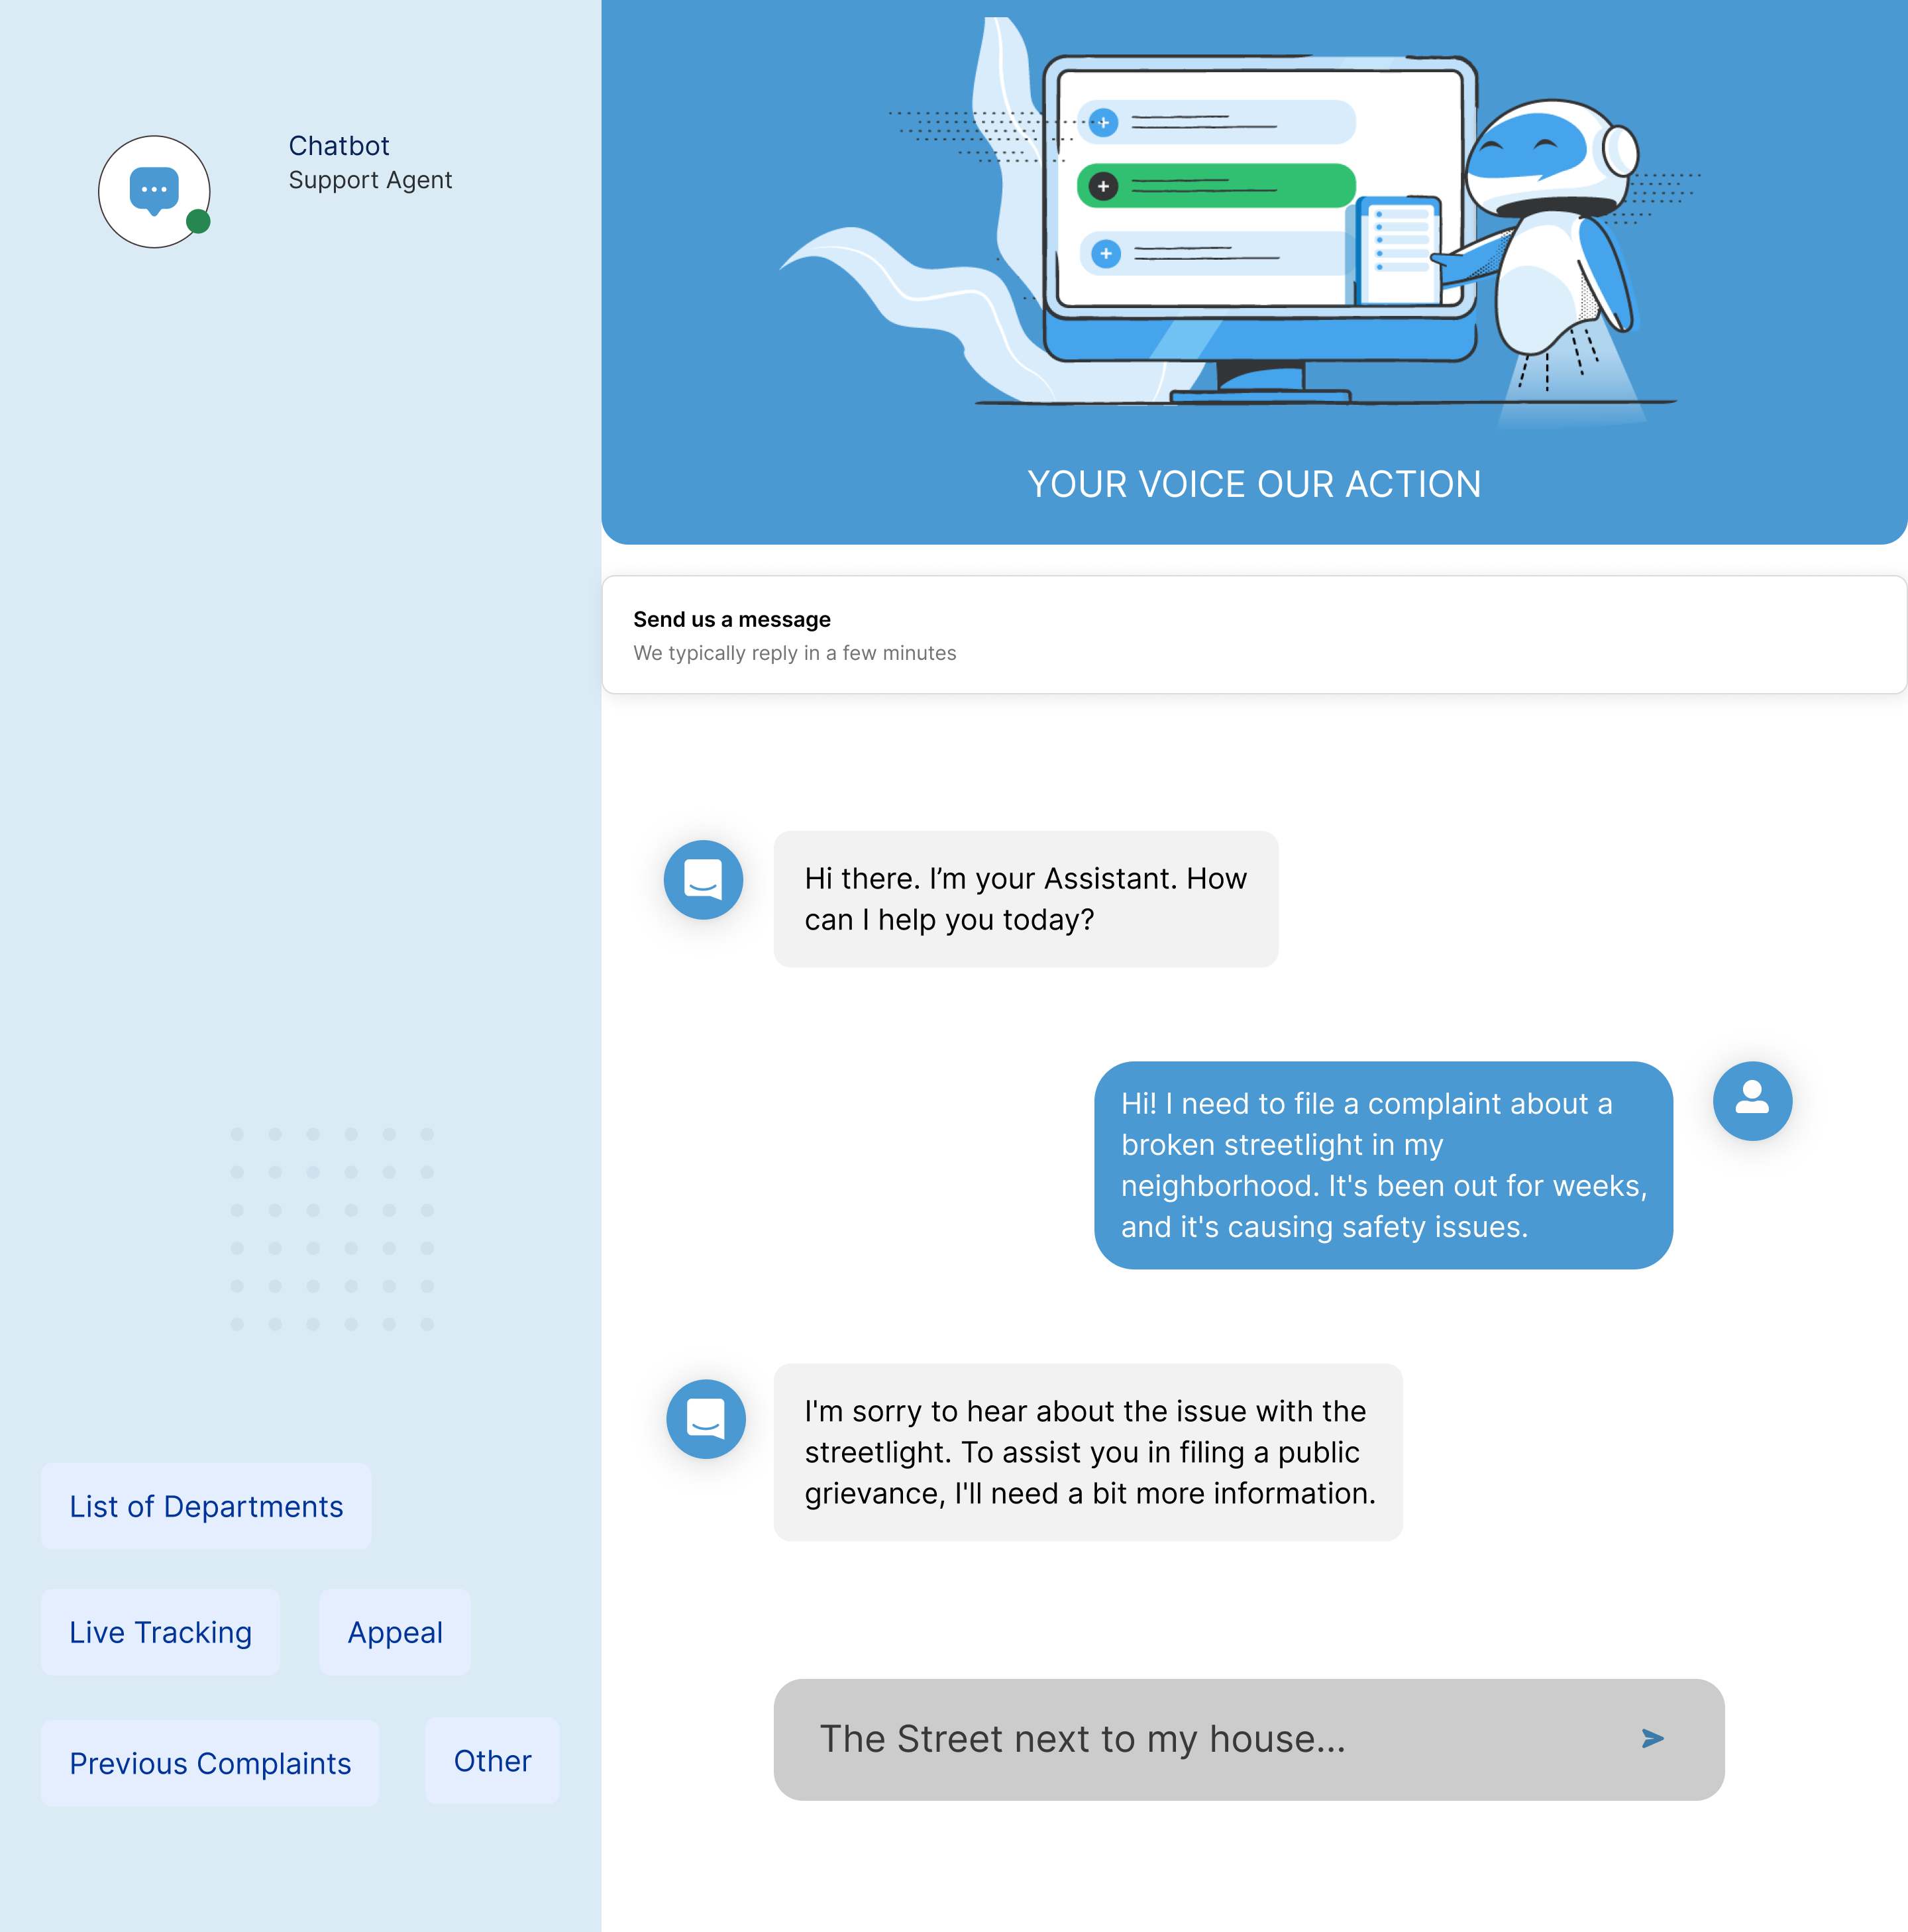 Chatbot
Support Agent
YOUR VOICE OUR ACTION
Send us a message
We typically reply in a few minutes
Hi there. I’m your Assistant. How
can I help you today?
Hi! I need to file a complaint about a
broken streetlight in my
neighborhood. It's been out for weeks,
and it's causing safety issues.
I'm sorry to hear about the issue with the
streetlight. To assist you in filing a public
grievance, I'll need a bit more information.
List of Departments
Live Tracking
Appeal
Previous Complaints
Other
The Street next to my house...